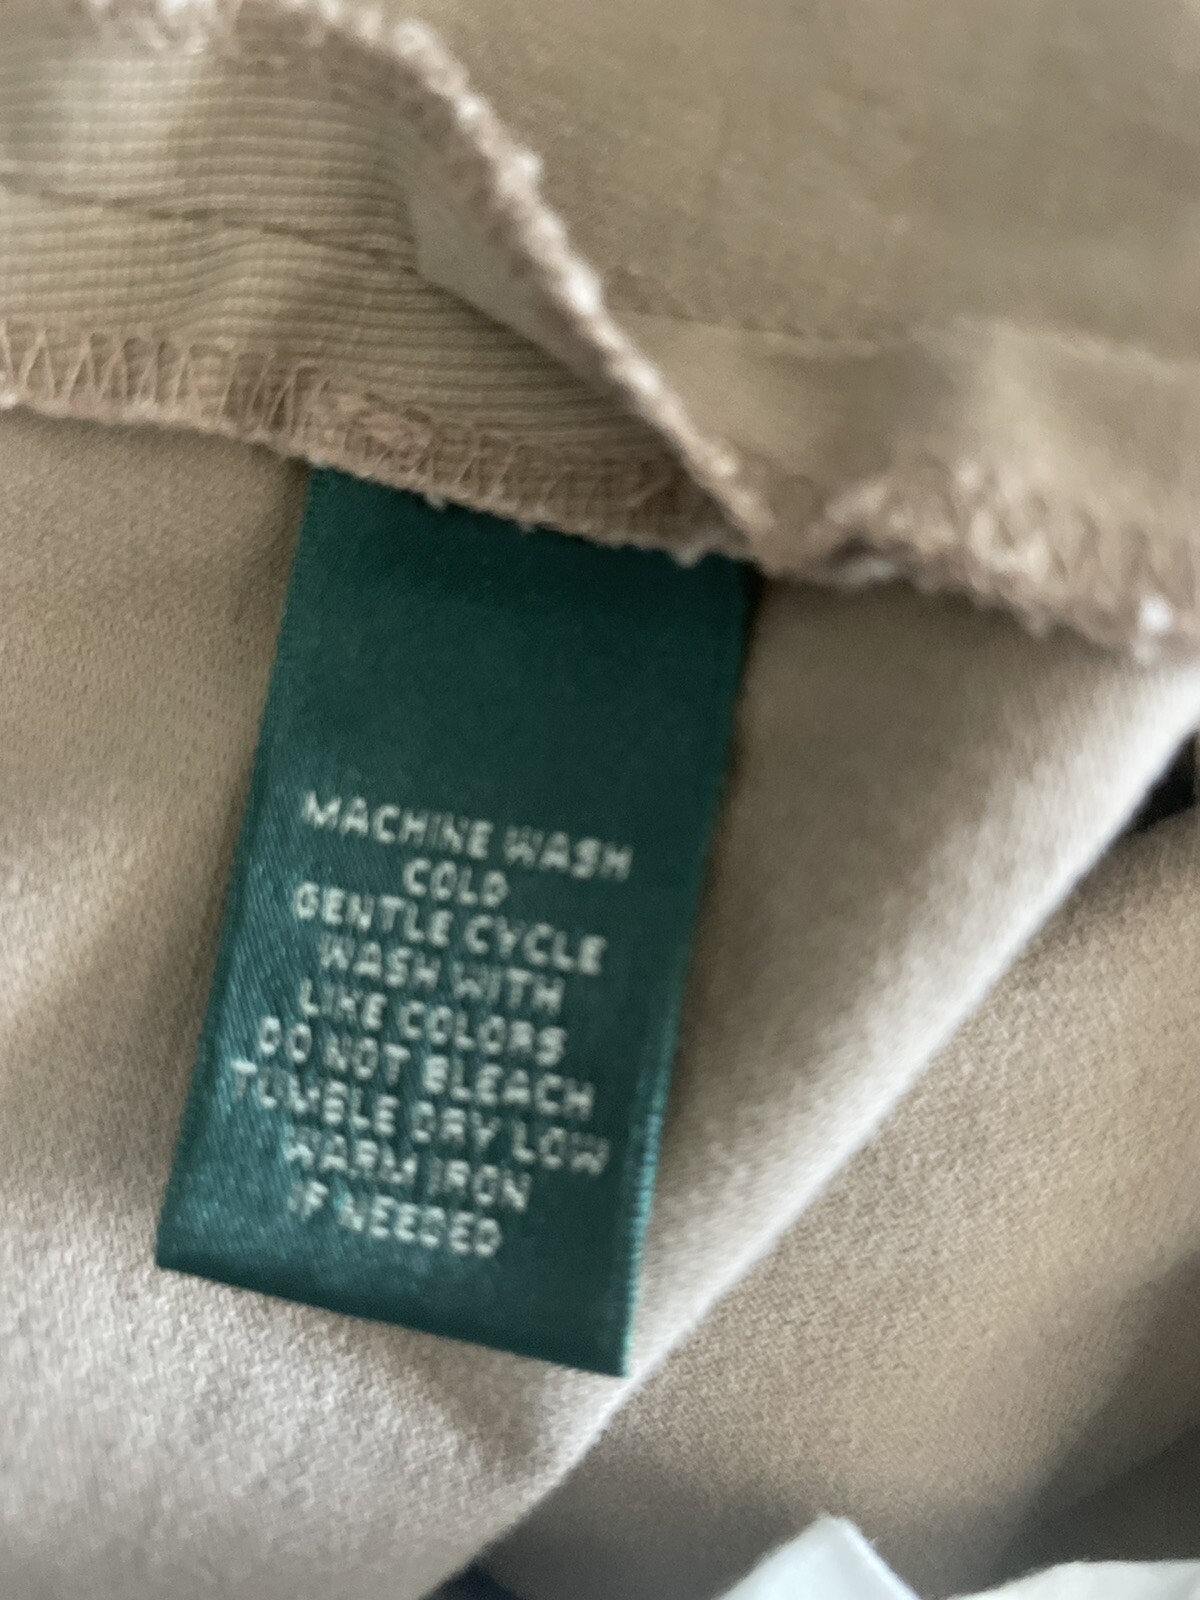 MACHINE WASH
COLD
GENTLE CYCLE
WASH WITH
LIKE COLORS
DO NOT BLEACH
TUMBLE DRY LOW
WARM IRON
IF NEEDED